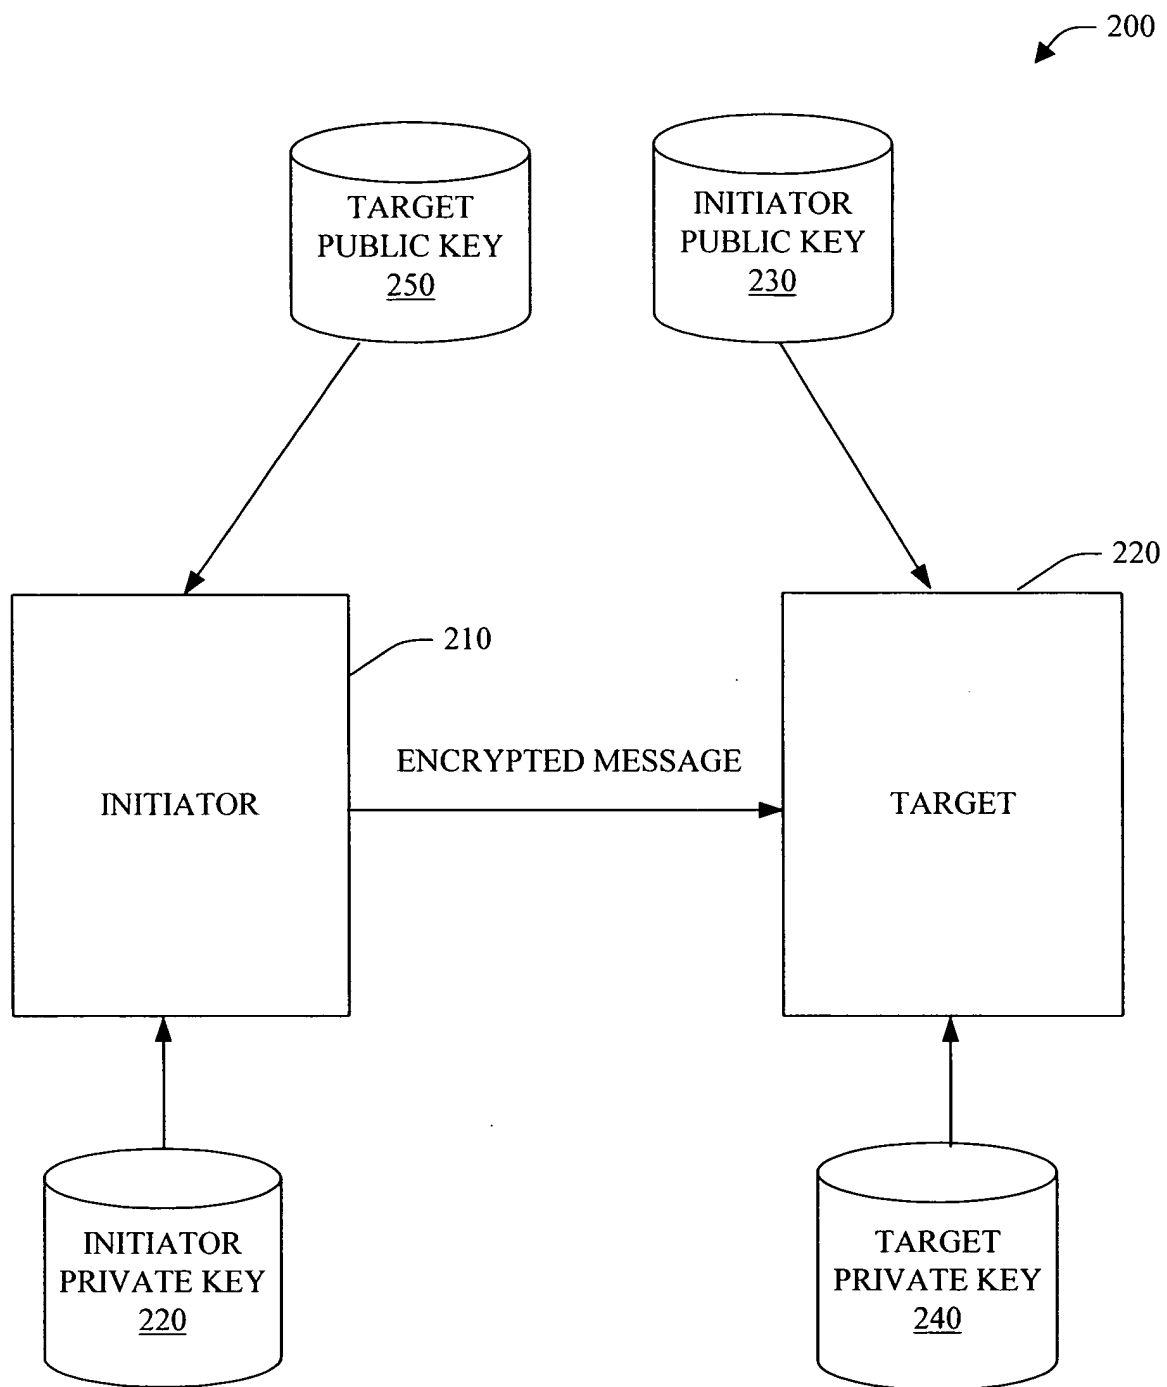 200
TARGET
PUBLIC KEY
250
INITIATOR
PUBLIC KEY
230
220
210
ENCRYPTED MESSAGE
INITIATOR
TARGET
INITIATOR
PRIVATE KEY
220
TARGET
PRIVATE KEY
240